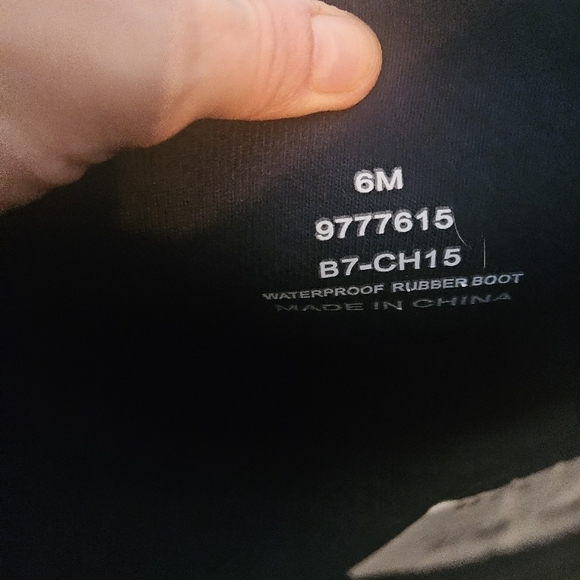 6M
9777615
B7-CH15
WATERPROOF RUBBER BOOT
MADE IN CHINA